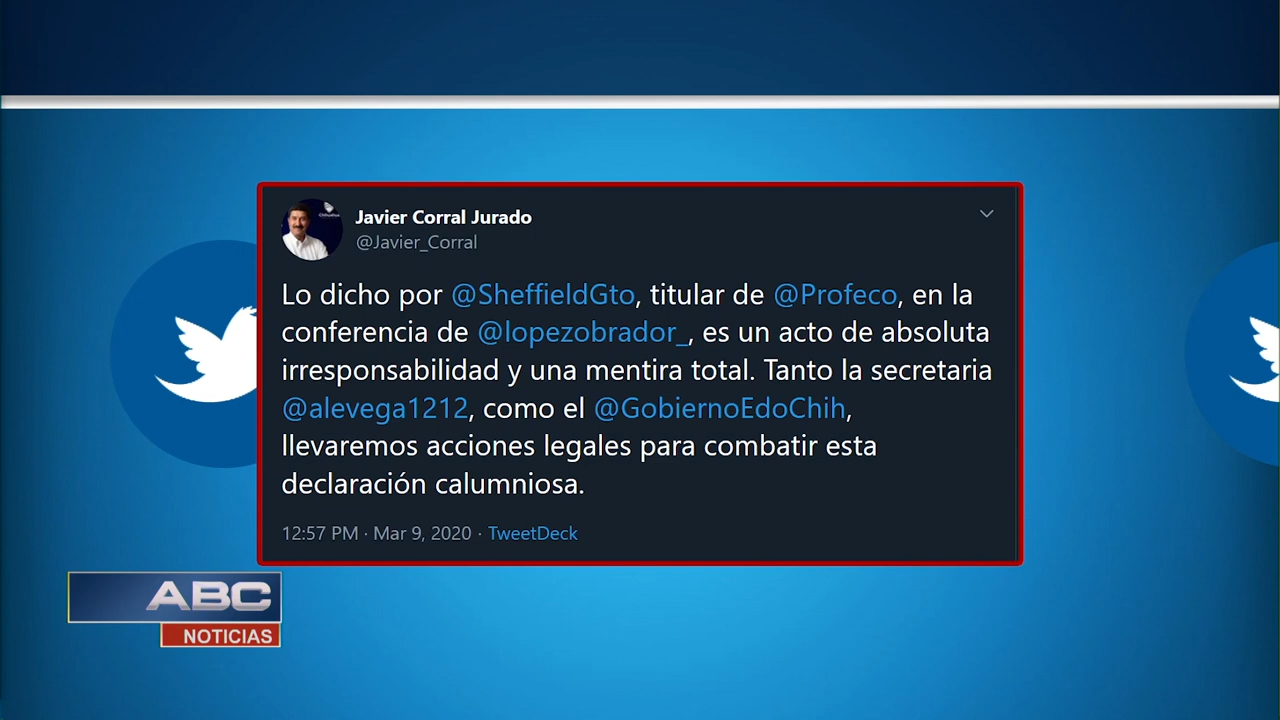 Javier Corral Jurado
@Javier_Corral
Lo dicho por @SheffieldGto, titular de @Profeco, en la
conferencia de @lopezobrador_, es un acto de absoluta
irresponsabilidad y una mentira total. Tanto la secretaria
@alevega1212, como el @GobiernoEdoChih,
llevaremos acciones legales para combatir esta
declaración calumniosa.
12:57 PM · Mar 9, 2020 · TweetDeck
ABC
NOTICIAS